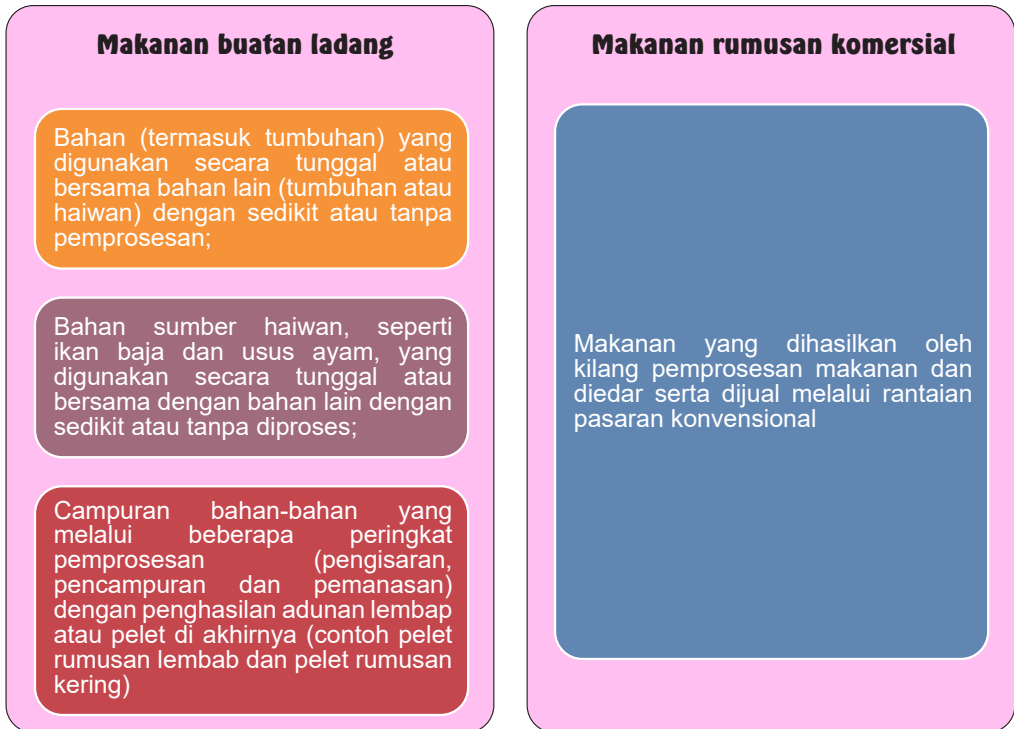 Makanan buatan ladang
Bahan (termasuk tumbuhan) yang
digunakan secara tunggal atau
bersama bahan lain (tumbuhan atau
haiwan) dengan sedikit atau tanpa
pemprosesan;
Bahan sumber haiwan, seperti
ikan baja dan usus ayam, yang
digunakan secara tunggal atau
bersama dengan bahan lain dengan
sedikit atau tanpa diproses;
Campuran bahan-bahan yang
melalui beberapa peringkat
pemprosesan (pengisaran,
pencampuran dan pemanasan)
dengan penghasilan adunan lembap
atau pelet di akhirnya (contoh pelet
rumusan lembab dan pelet rumusan
kering)
Makanan rumusan komersial
Makanan yang dihasilkan oleh
kilang pemprosesan makanan dan
diedar serta dijual melalui rantaian
pasaran konvensional